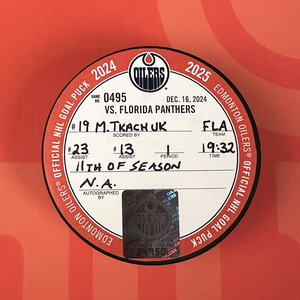 2024
2025
EDMONTON OILERS® OFFICIAL NHL GOAL PUCK
EDMONTON OILERS® OFFICIAL NHL GOAL PUCK
OILERS
GAME NO. 0495 DEC. 16, 2024
VS. FLORIDA PANTHERS
#19 M. TKACHUK FLA
SCORED BY TEAM
#23 #13 1 19:32
ASSIST ASSIST PERIOD TIME
11TH OF SEASON
N.A.
AUTOGRAPHED BY